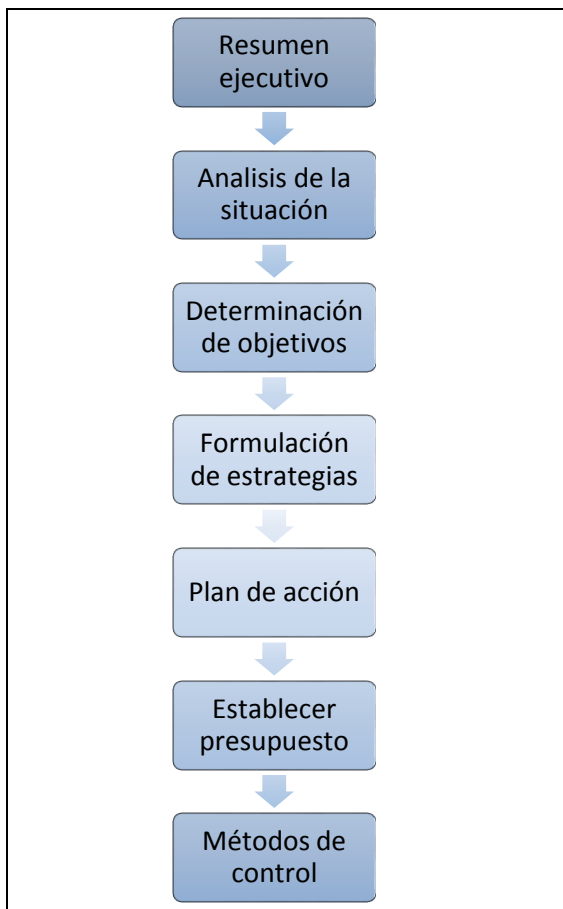 Resumen
ejecutivo
Analisis de la
situación
Determinación
de objetivos
Formulación
de estrategias
Plan de acción
Establecer
presupuesto
Métodos de
control